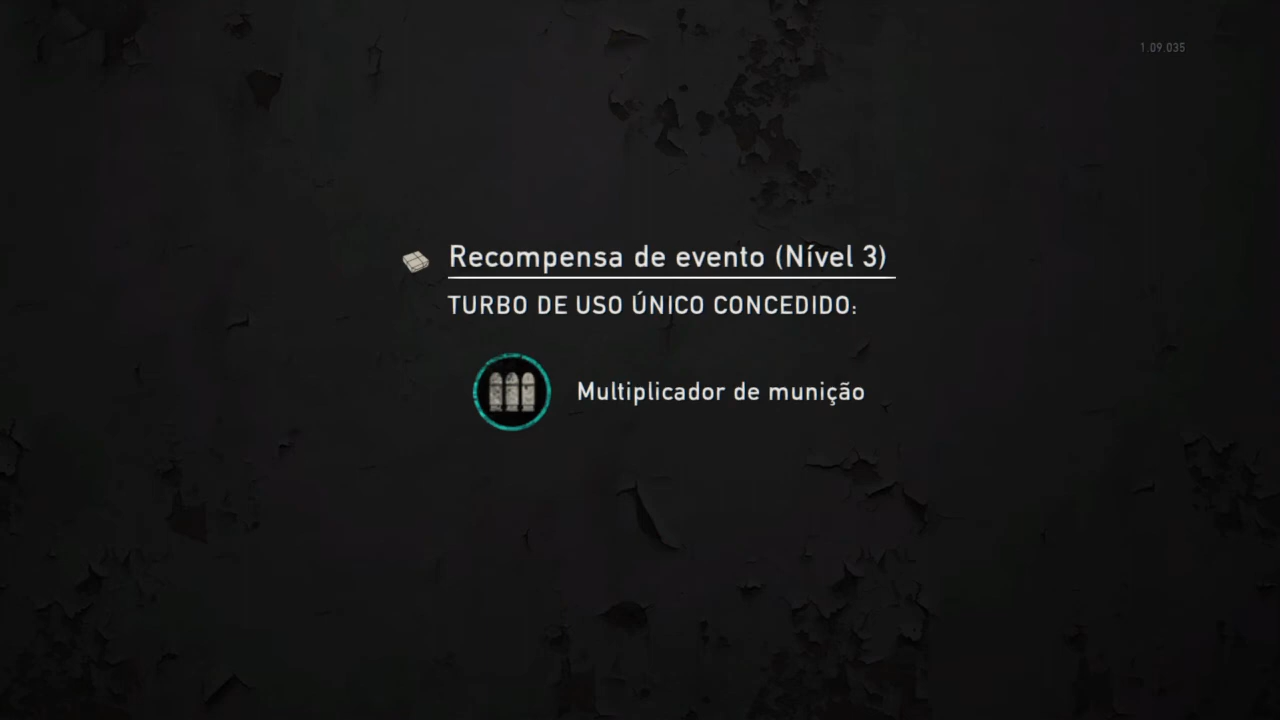 1.09.035
Recompensa de evento (Nível 3)
TURBO DE USO ÚNICO CONCEDIDO:
Multiplicador de munição